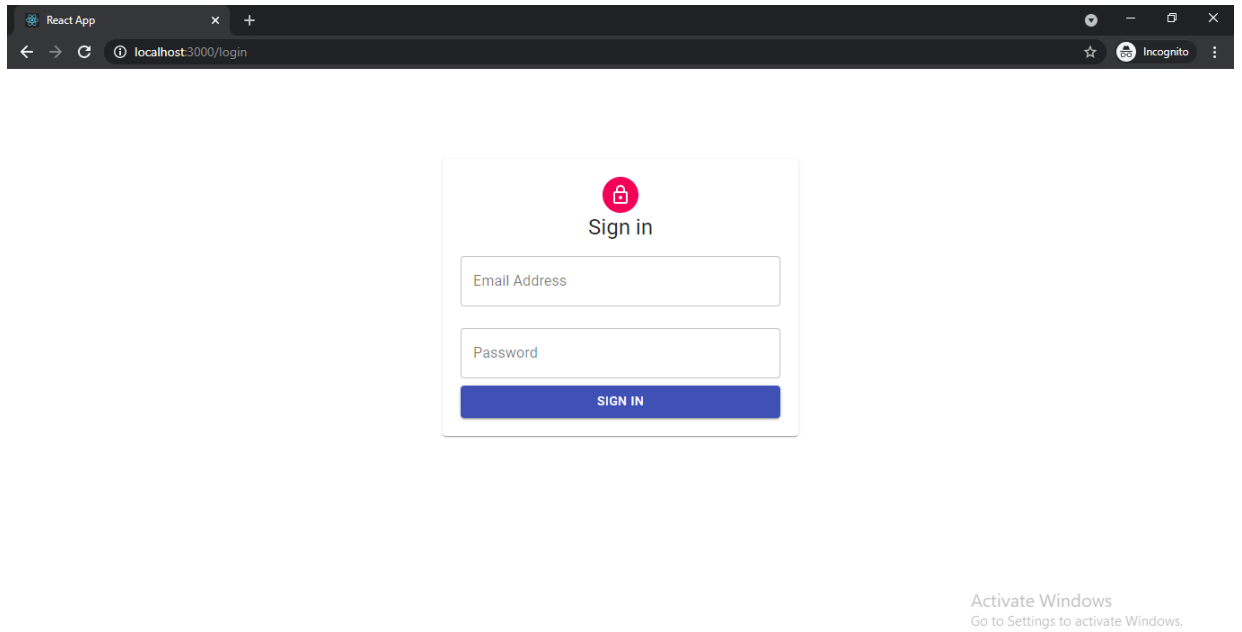 React App
localhost:3000/login
Incognito
Sign in
Email Address
Password
SIGN IN
Activate Windows
Go to Settings to activate Windows.